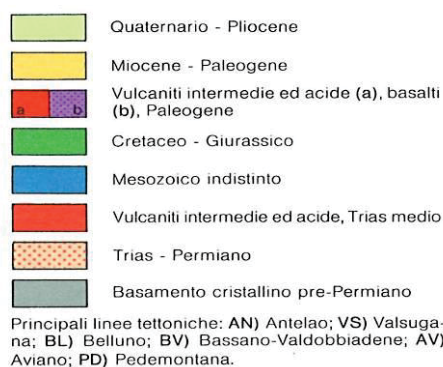 Quaternario - Pliocene
Miocene - Paleogene
a b
Vulcaniti intermedie ed acide (a), basalti
(b), Paleogene
Cretaceo - Giurassico
Mesozoico indistinto
Vulcaniti intermedie ed acide, Trias medio
Trias - Permiano
Basamento cristallino pre-Permiano
Principali linee tettoniche: AN) Antelao; VS) Valsuga-
na; BL) Belluno; BV) Bassano-Valdobbiadene; AV)
Aviano; PD) Pedemontana.